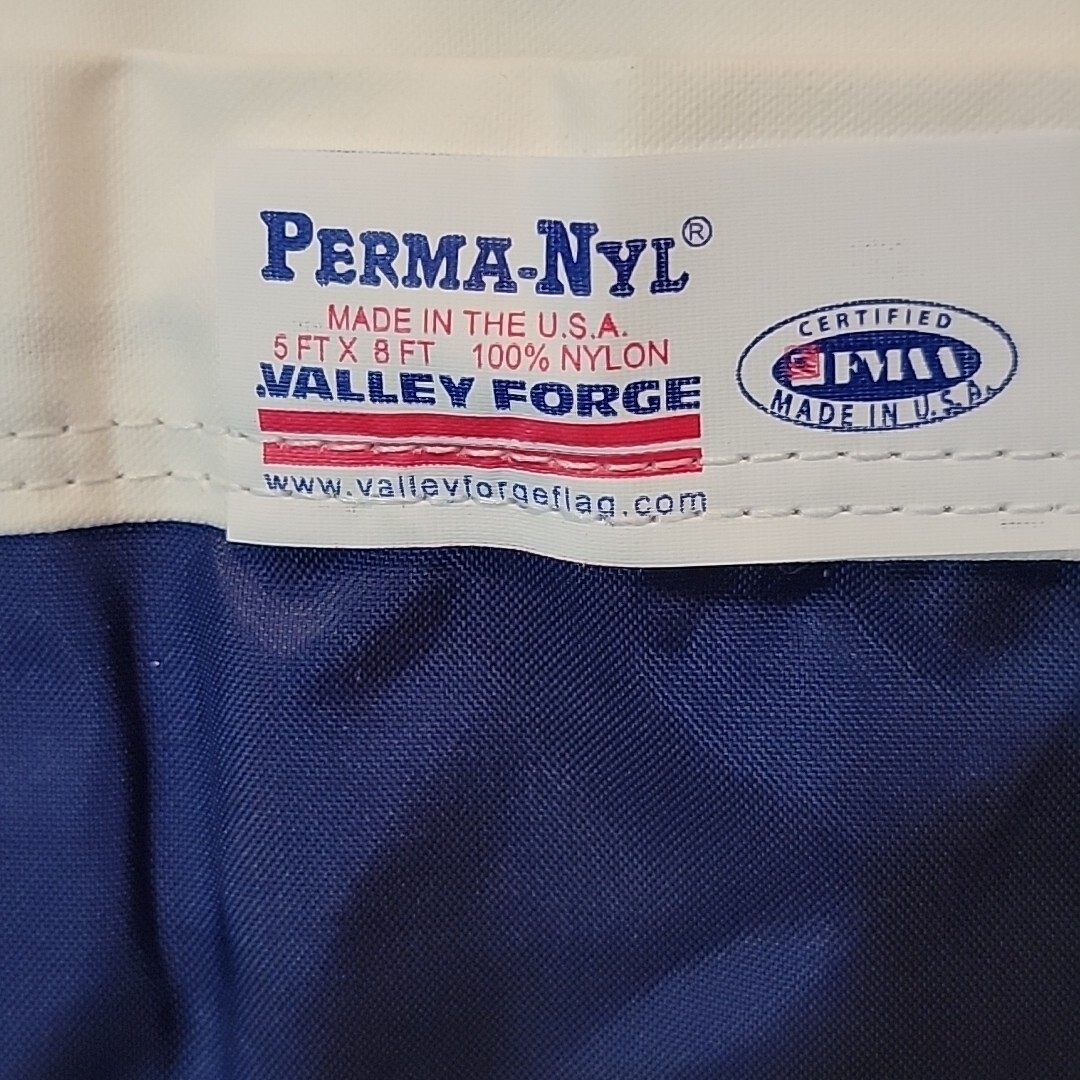 PERMA-NYL®
MADE IN THE U.S.A.
5 FT X 8 FT 100% NYLON
VALLEY FORGE
www.valleyforgeflag.com
CERTIFIED
FMAA
MADE IN U.S.A.